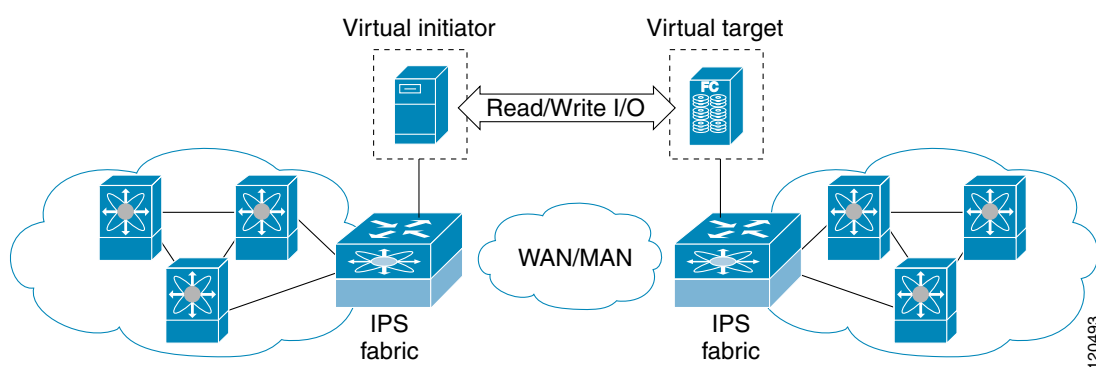 Virtual initiator
Virtual target
FC
Read/Write I/O
WAN/MAN
IPS
fabric
IPS
fabric
120493